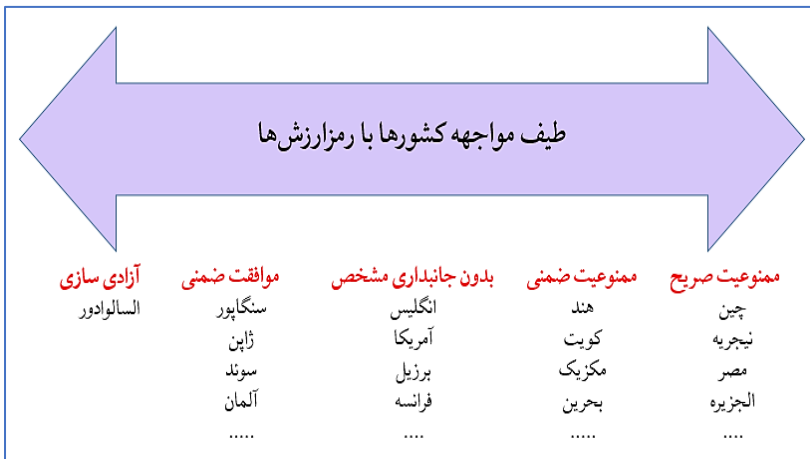 طیف مواجهه کشورها با رمزارزش‌ها
ممنوعیت صریح
چین
نیجریه
مصر
الجزیره
....
ممنوعیت ضمنی
هند
کویت
مکزیک
بحرین
.....
بدون جانبداری مشخص
انگلیس
آمریکا
برزیل
فرانسه
....
موافقت ضمنی
سنگاپور
ژاپن
سوئد
آلمان
.....
آزادی سازی
السالوادور